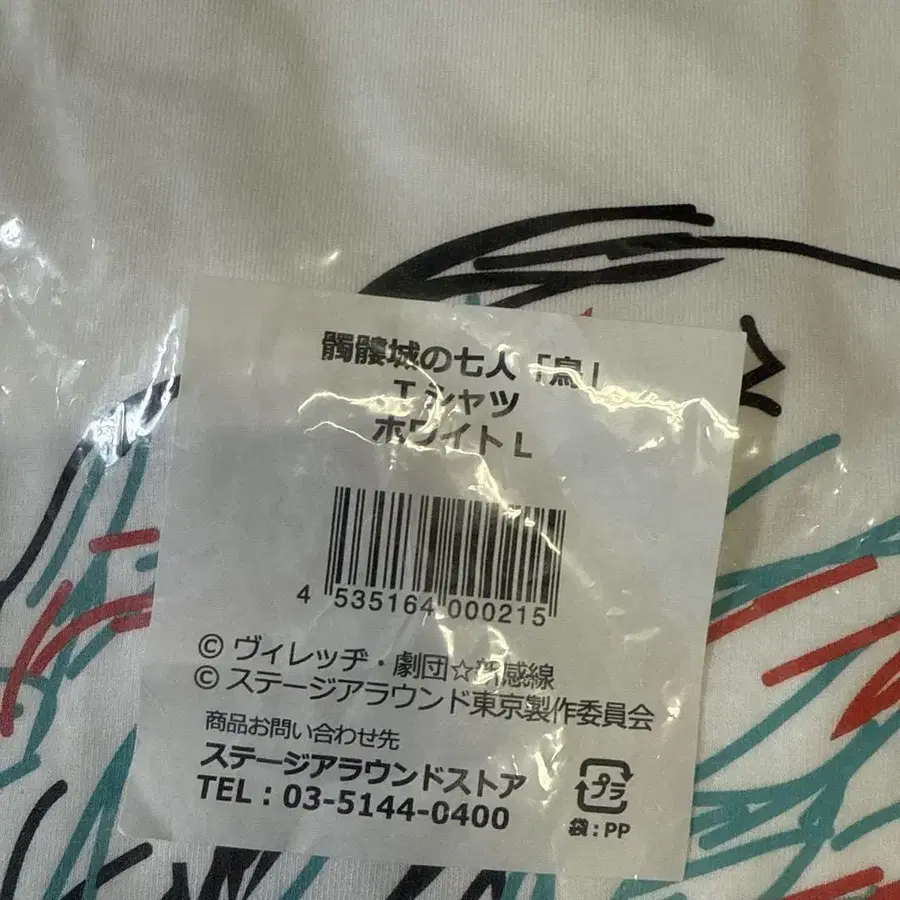 髑髏城の七人「鳥」
Tシャツ
ホワイトL
4 535164 000215
© ヴィレッヂ・劇団☆新感線
© ステージアラウンド東京製作委員会
商品お問い合わせ先
ステージアラウンドストア
TEL : 03-5144-0400
プラ
袋 : PP